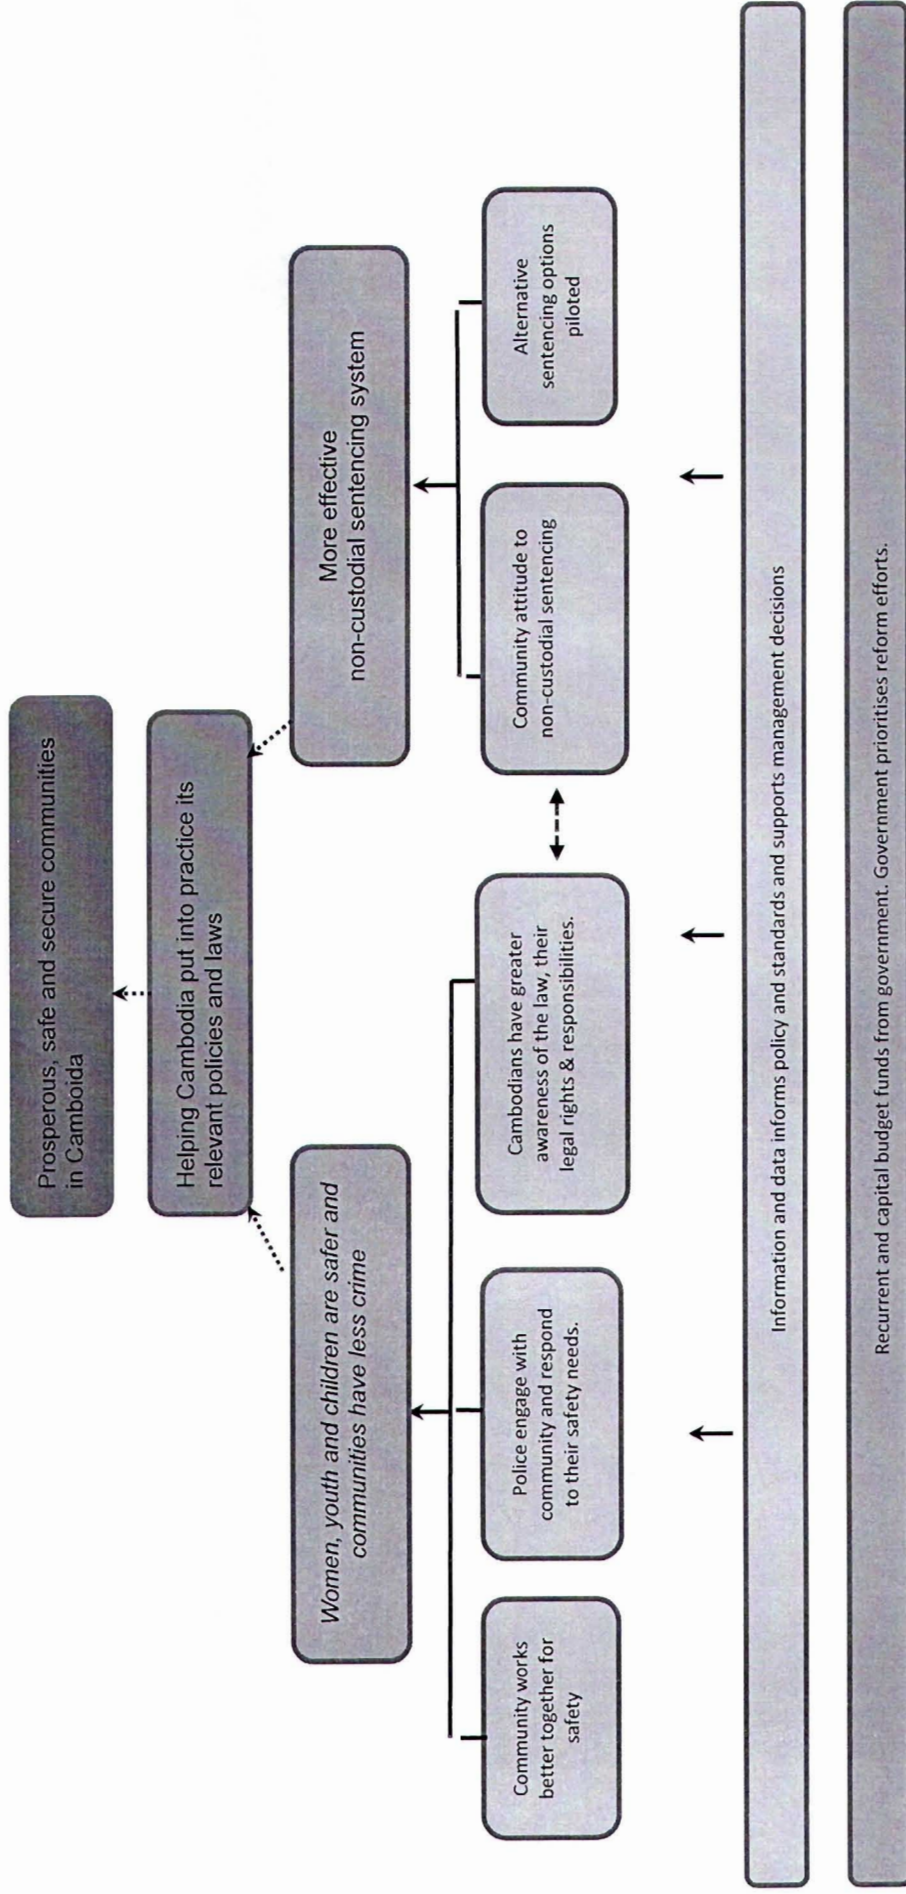 Prosperous, safe and secure communities
in Camboida
Helping Cambodia put into practice its
relevant policies and laws
Women, youth and children are safer and
communities have less crime
More effective
non-custodial sentencing system
Community works
better together for
safety
Police engage with
community and respond
to their safety needs.
Cambodians have greater
awareness of the law, their
legal rights & responsibilities.
Community attitude to
non-custodial sentencing
Alternative
sentencing options
piloted
Information and data informs policy and standards and supports management decisions
Recurrent and capital budget funds from government. Government prioritises reform efforts.